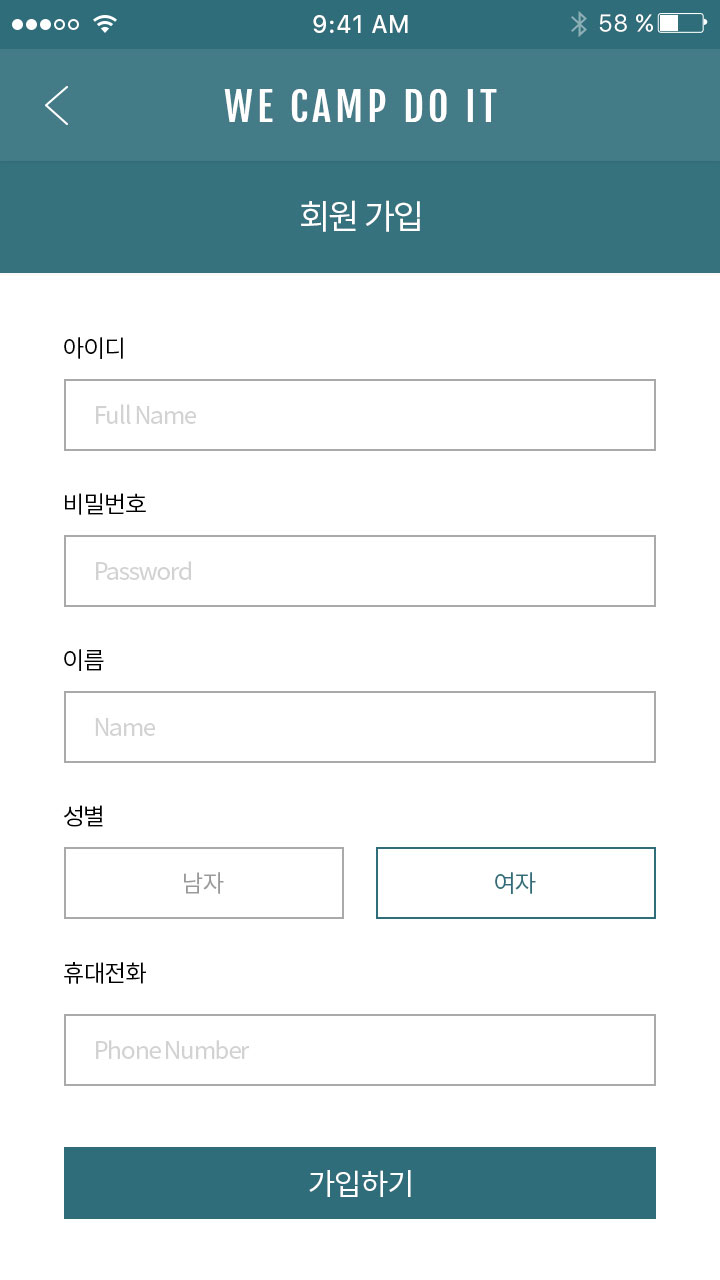 9:41 AM 58 %
WE CAMP DO IT
회원 가입
아이디
Full Name
비밀번호
Password
이름
Name
성별
남자 여자
휴대전화
Phone Number
가입하기